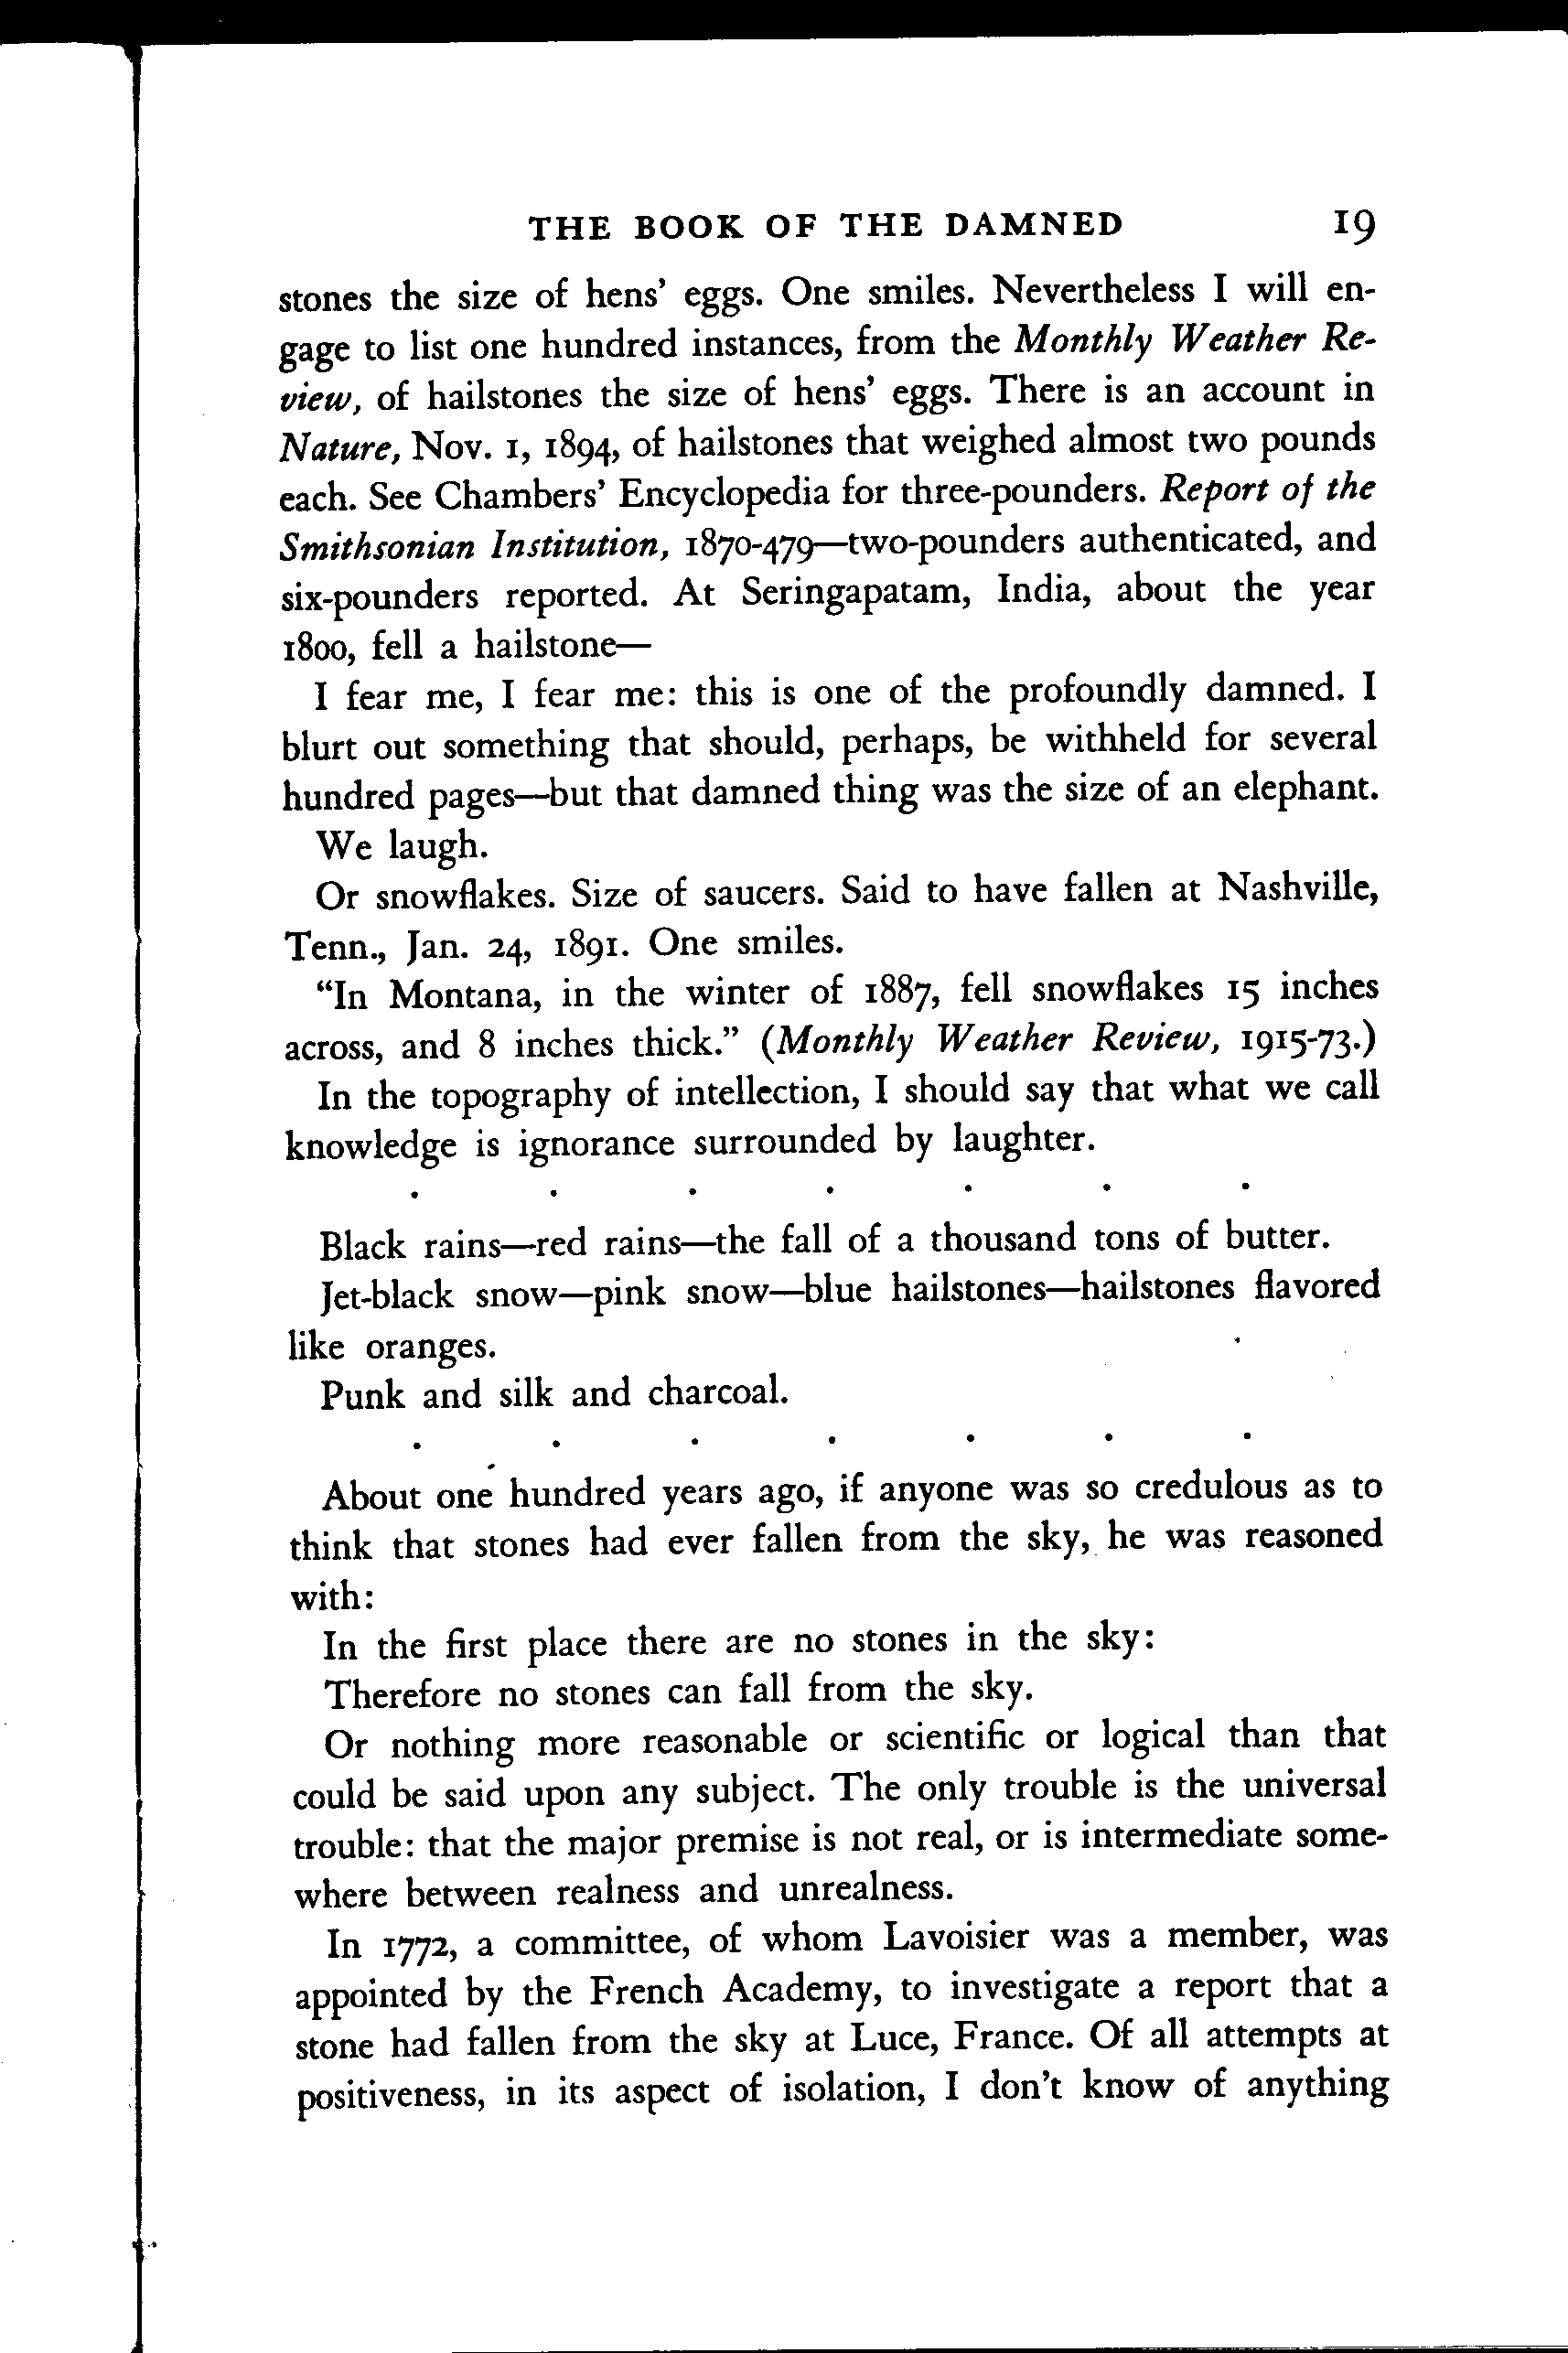 THE BOOK OF THE DAMNED 19
stones the size of hens' eggs. One smiles. Nevertheless I will en-
gage to list one hundred instances, from the Monthly Weather Re-
view, of hailstones the size of hens' eggs. There is an account in
Nature, Nov. 1, 1894, of hailstones that weighed almost two pounds
each. See Chambers' Encyclopedia for three-pounders. Report of the
Smithsonian Institution, 1870-479—two-pounders authenticated, and
six-pounders reported. At Seringapatam, India, about the year
1800, fell a hailstone—
I fear me, I fear me: this is one of the profoundly damned. I
blurt out something that should, perhaps, be withheld for several
hundred pages—but that damned thing was the size of an elephant.
We laugh.
Or snowflakes. Size of saucers. Said to have fallen at Nashville,
Tenn., Jan. 24, 1891. One smiles.
"In Montana, in the winter of 1887, fell snowflakes 15 inches
across, and 8 inches thick." (Monthly Weather Review, 1915-73.)
In the topography of intellection, I should say that what we call
knowledge is ignorance surrounded by laughter.
. . . . . . .
Black rains—red rains—the fall of a thousand tons of butter.
Jet-black snow—pink snow—blue hailstones—hailstones flavored
like oranges.
Punk and silk and charcoal.
. . . . . . .
About one hundred years ago, if anyone was so credulous as to
think that stones had ever fallen from the sky, he was reasoned
with:
In the first place there are no stones in the sky:
Therefore no stones can fall from the sky.
Or nothing more reasonable or scientific or logical than that
could be said upon any subject. The only trouble is the universal
trouble: that the major premise is not real, or is intermediate some-
where between realness and unrealness.
In 1772, a committee, of whom Lavoisier was a member, was
appointed by the French Academy, to investigate a report that a
stone had fallen from the sky at Luce, France. Of all attempts at
positiveness, in its aspect of isolation, I don't know of anything